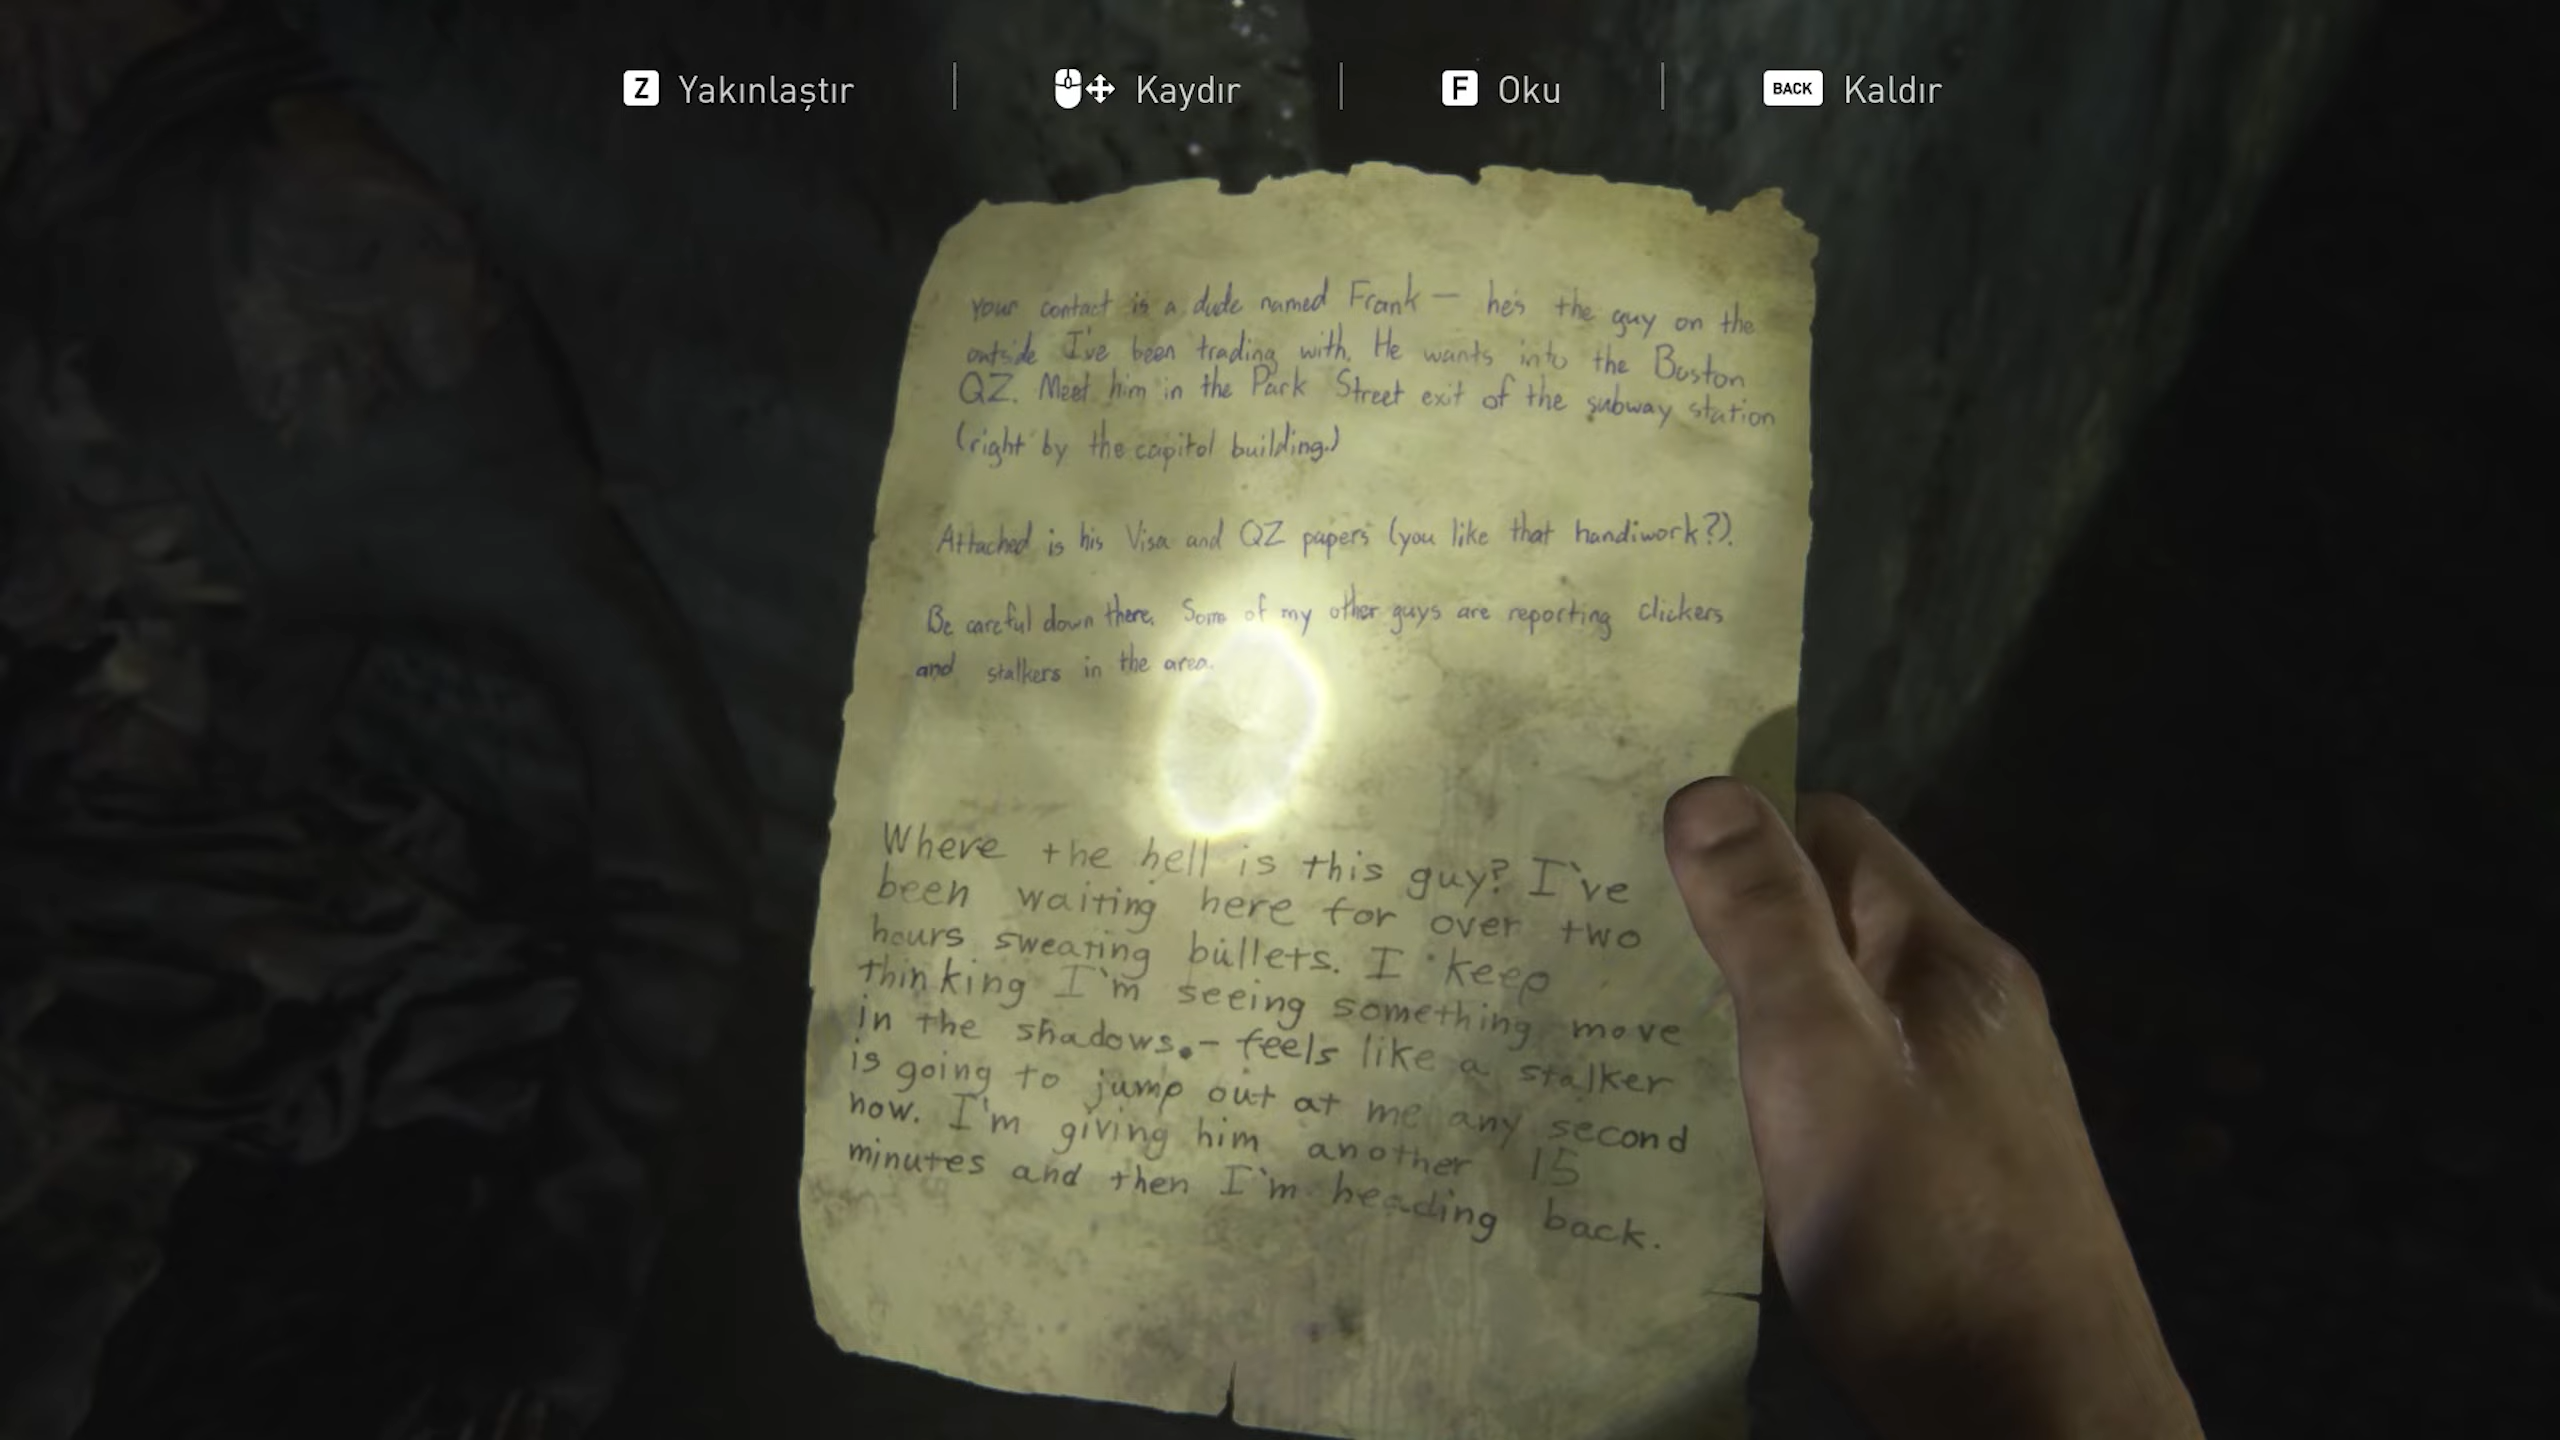 Z Yakınlaştır Kaydır F Oku BACK Kaldır
Your contact is a dude named Frank — he's the guy on the
outside I've been trading with. He wants into the Boston
QZ. Meet him in the Park Street exit of the subway station
(right by the capitol building.)
Attached is his Visa and QZ papers (you like that handiwork?).
Be careful down there. Some of my other guys are reporting clickers
and stalkers in the area.
Where the hell is this guy? I've
been waiting here for over two
hours sweating bullets. I keep
thinking I'm seeing something move
in the shadows. - feels like a stalker
is going to jump out at me any second
now. I'm giving him another 15
minutes and then I'm heading back.